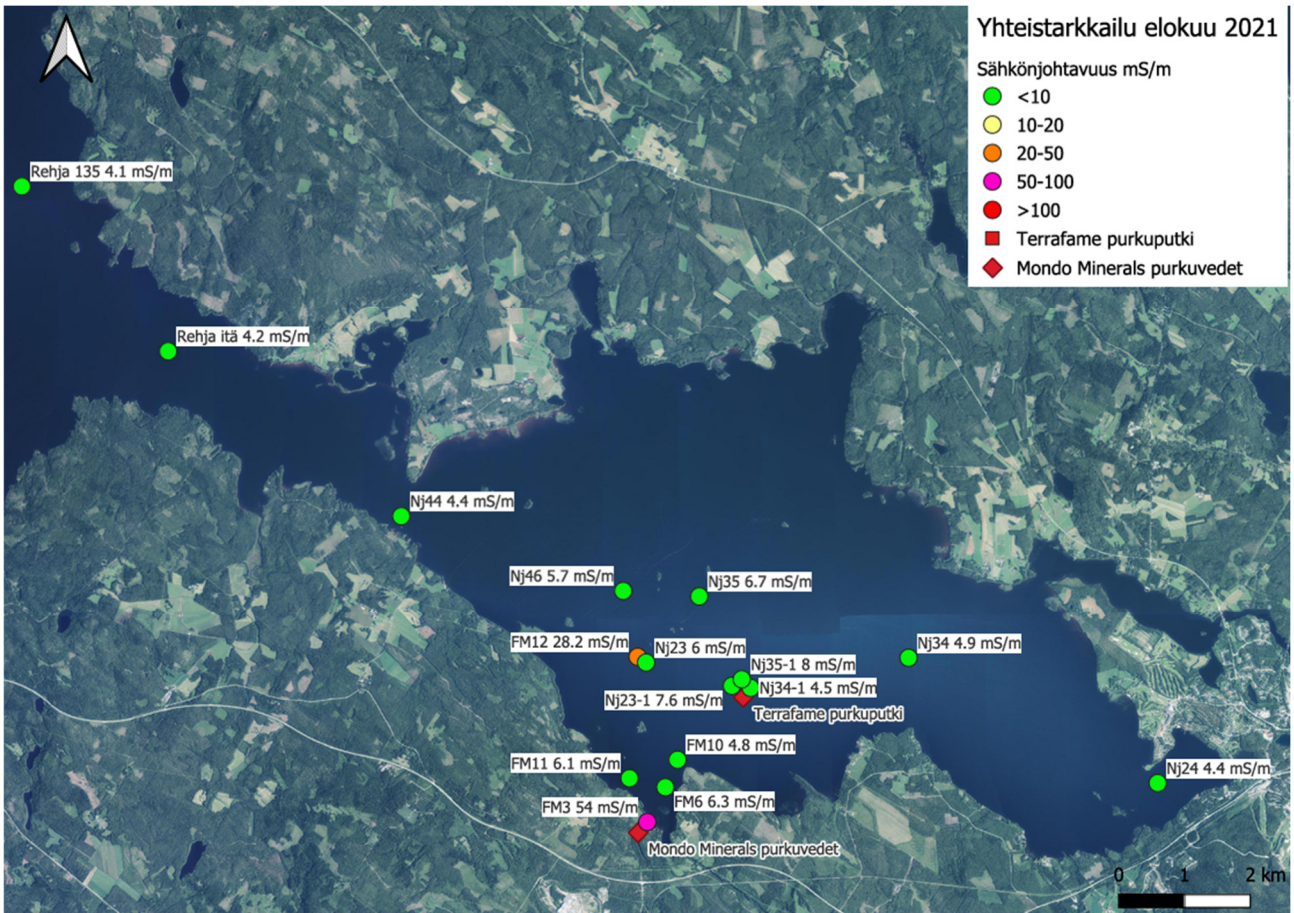 Yhteistarkkailu elokuu 2021
Sähkönjohtavuus mS/m
<10
10-20
20-50
50-100
>100
Terrafame purkuputki
Mondo Minerals purkuvedet
Rehja 135 4.1 mS/m
Rehja itä 4.2 mS/m
Nj44 4.4 mS/m
Nj46 5.7 mS/m
Nj35 6.7 mS/m
FM12 28.2 mS/m
Nj23 6 mS/m
Nj34 4.9 mS/m
Nj35-1 8 mS/m
Nj23-1 7.6 mS/m
Nj34-1 4.5 mS/m
Terrafame purkuputki
FM10 4.8 mS/m
FM11 6.1 mS/m
Nj24 4.4 mS/m
FM6 6.3 mS/m
FM3 54 mS/m
Mondo Minerals purkuvedet
0 1 2 km